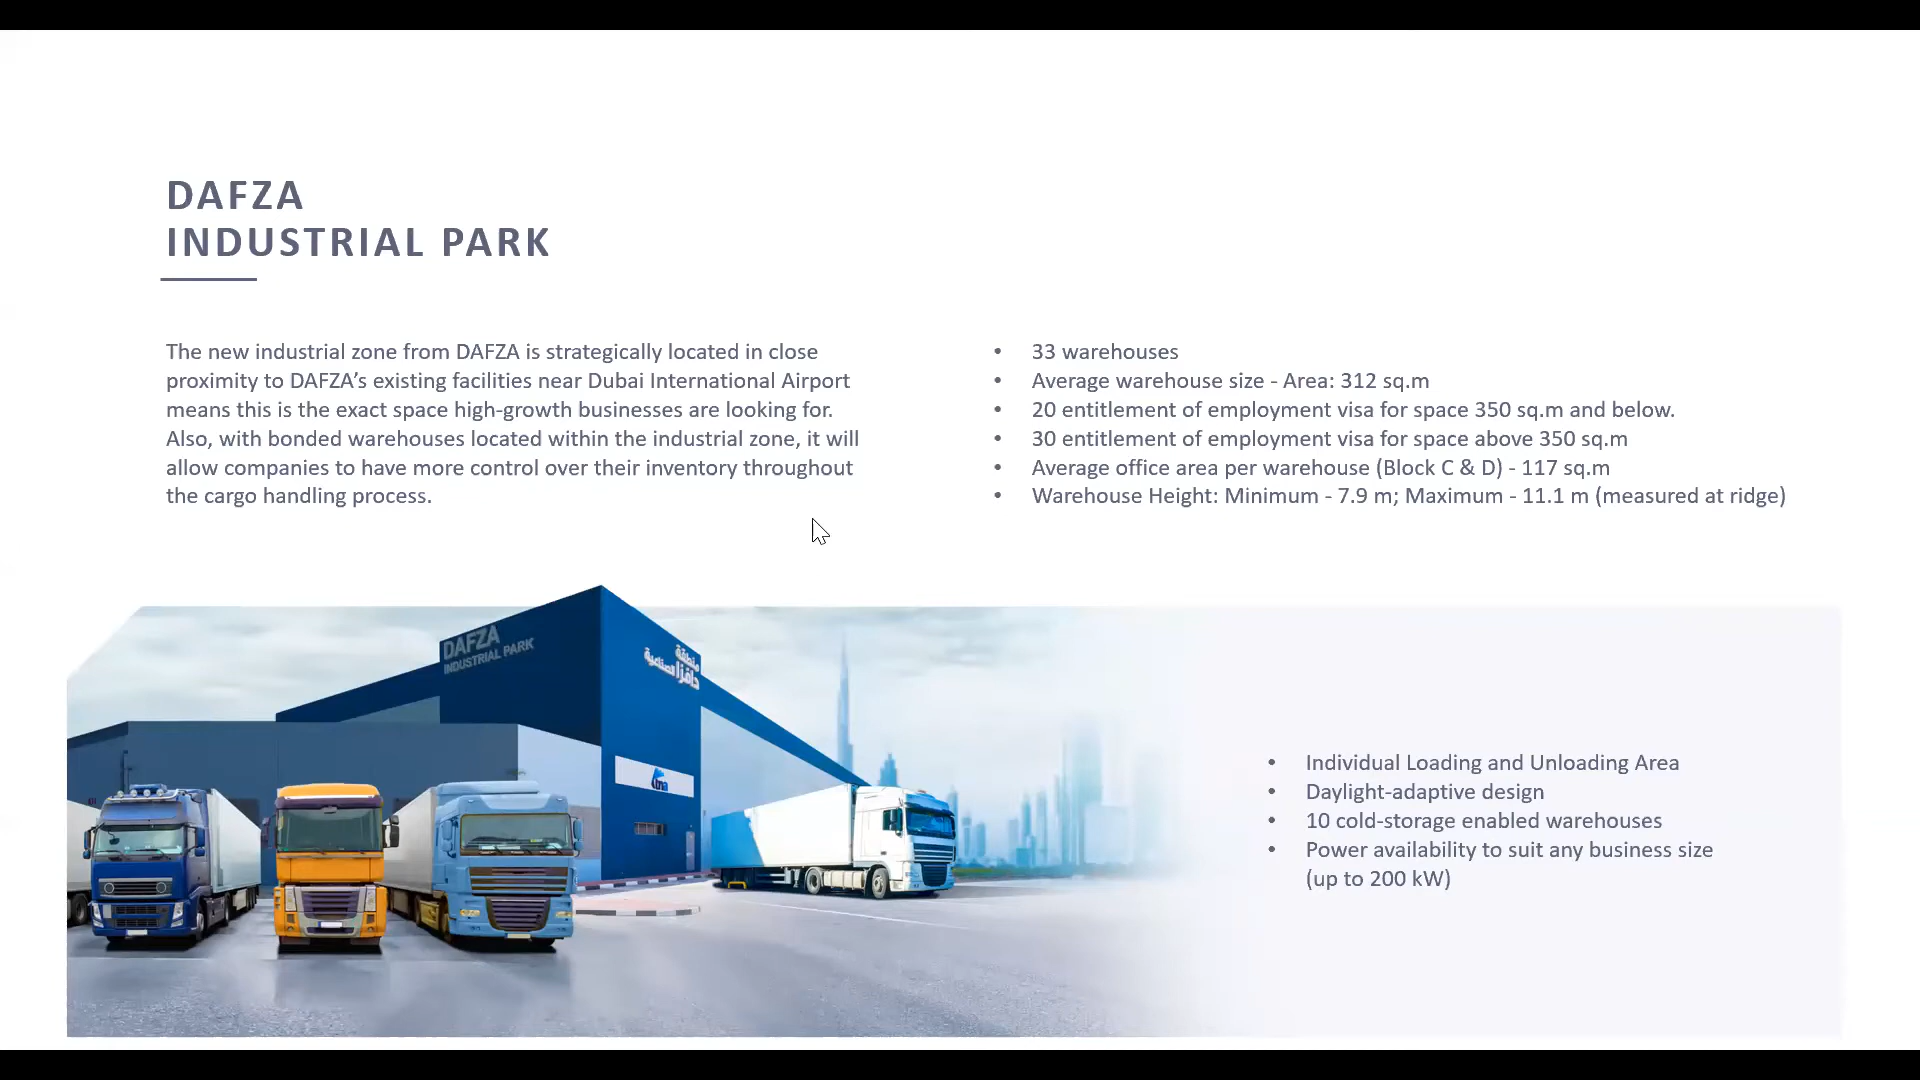 DAFZA
INDUSTRIAL PARK
The new industrial zone from DAFZA is strategically located in close
proximity to DAFZA’s existing facilities near Dubai International Airport
means this is the exact space high-growth businesses are looking for.
Also, with bonded warehouses located within the industrial zone, it will
allow companies to have more control over their inventory throughout
the cargo handling process.
• 33 warehouses
• Average warehouse size - Area: 312 sq.m
• 20 entitlement of employment visa for space 350 sq.m and below.
• 30 entitlement of employment visa for space above 350 sq.m
• Average office area per warehouse (Block C & D) - 117 sq.m
• Warehouse Height: Minimum - 7.9 m; Maximum - 11.1 m (measured at ridge)
DAFZA
INDUSTRIAL PARK
منطقة
دافزا الصناعية
• Individual Loading and Unloading Area
• Daylight-adaptive design
• 10 cold-storage enabled warehouses
• Power availability to suit any business size
(up to 200 kW)